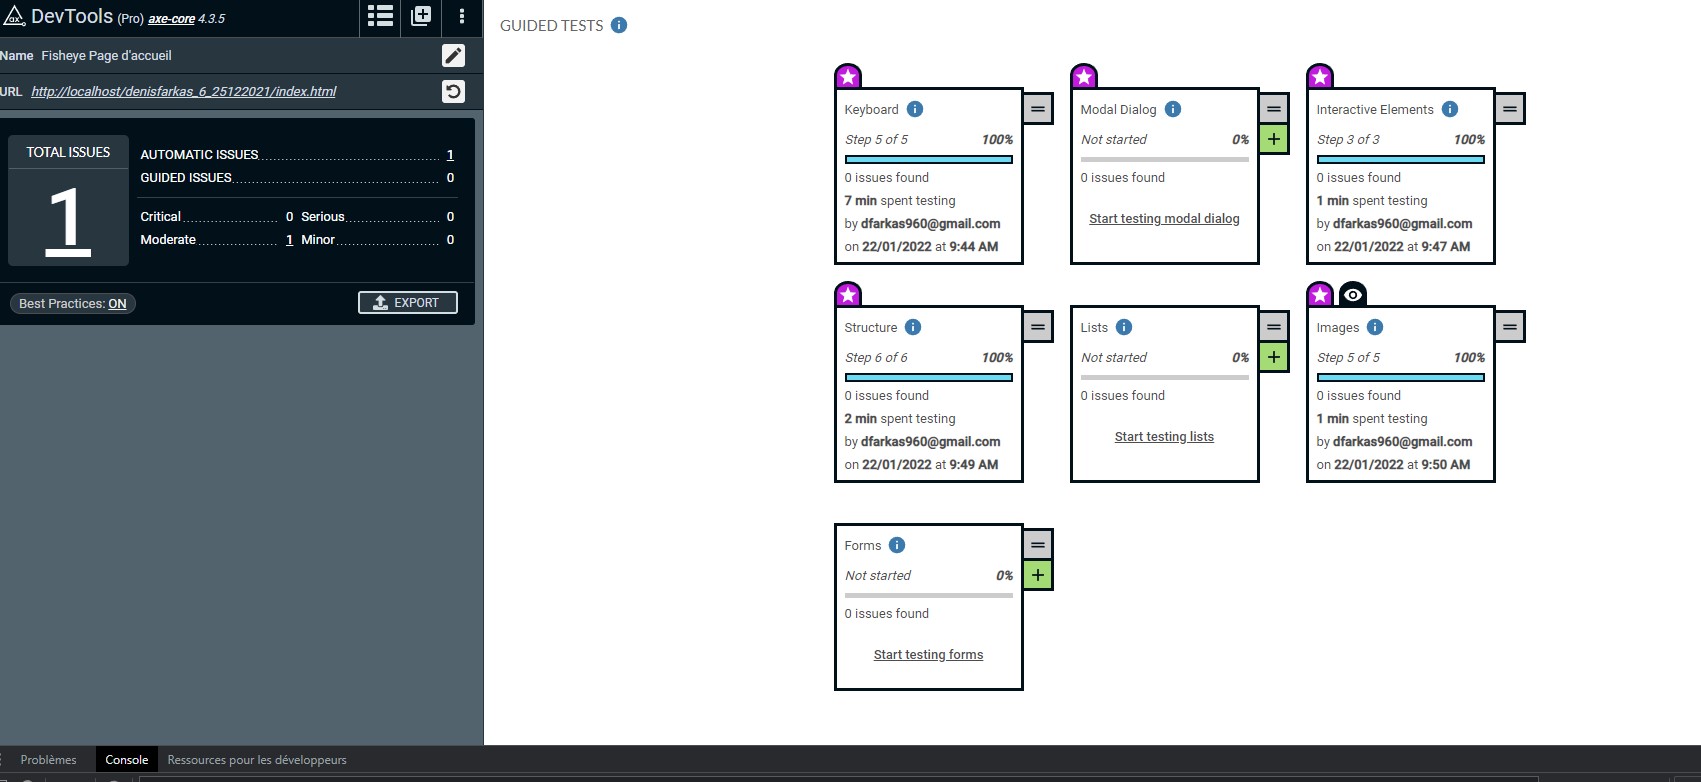 DevTools (Pro) axe-core 4.3.5
Name Fisheye Page d'accueil
URL http://localhost/denisfarkas_6_25122021/index.html
TOTAL ISSUES
1
AUTOMATIC ISSUES 1
GUIDED ISSUES 0
Critical 0 Serious 0
Moderate 1 Minor 0
Best Practices: ON
EXPORT
GUIDED TESTS
Keyboard
Step 5 of 5 100%
0 issues found
7 min spent testing
by dfarkas960@gmail.com
on 22/01/2022 at 9:44 AM
Modal Dialog
Not started 0%
0 issues found
Start testing modal dialog
Interactive Elements
Step 3 of 3 100%
0 issues found
1 min spent testing
by dfarkas960@gmail.com
on 22/01/2022 at 9:47 AM
Structure
Step 6 of 6 100%
0 issues found
2 min spent testing
by dfarkas960@gmail.com
on 22/01/2022 at 9:49 AM
Lists
Not started 0%
0 issues found
Start testing lists
Images
Step 5 of 5 100%
0 issues found
1 min spent testing
by dfarkas960@gmail.com
on 22/01/2022 at 9:50 AM
Forms
Not started 0%
0 issues found
Start testing forms
Problèmes Console Ressources pour les développeurs